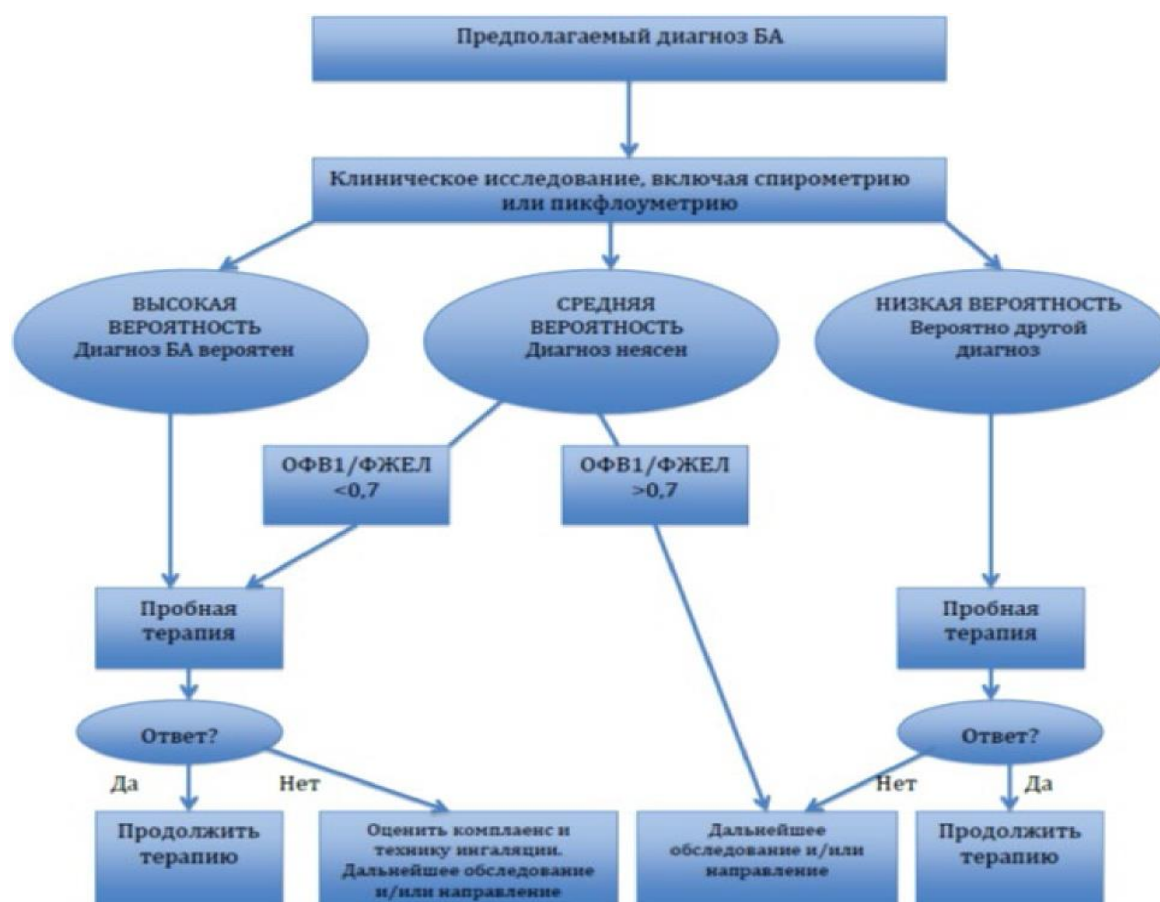 Предполагаемый диагноз БА
Клиническое исследование, включая спирометрию
или пикфлоуметрию
ВЫСОКАЯ
ВЕРОЯТНОСТЬ
Диагноз БА вероятен
СРЕДНЯЯ
ВЕРОЯТНОСТЬ
Диагноз неясен
НИЗКАЯ ВЕРОЯТНОСТЬ
Вероятно другой
диагноз
ОФВ1/ФЖЕЛ
<0,7
ОФВ1/ФЖЕЛ
>0,7
Пробная
терапия
Пробная
терапия
Ответ?
Ответ?
Да
Нет
Нет
Да
Продолжить
терапию
Оценить комплаенс и
технику ингаляции.
Дальнейшее обследование
и/или направление
Дальнейшее
обследование и/или
направление
Продолжить
терапию